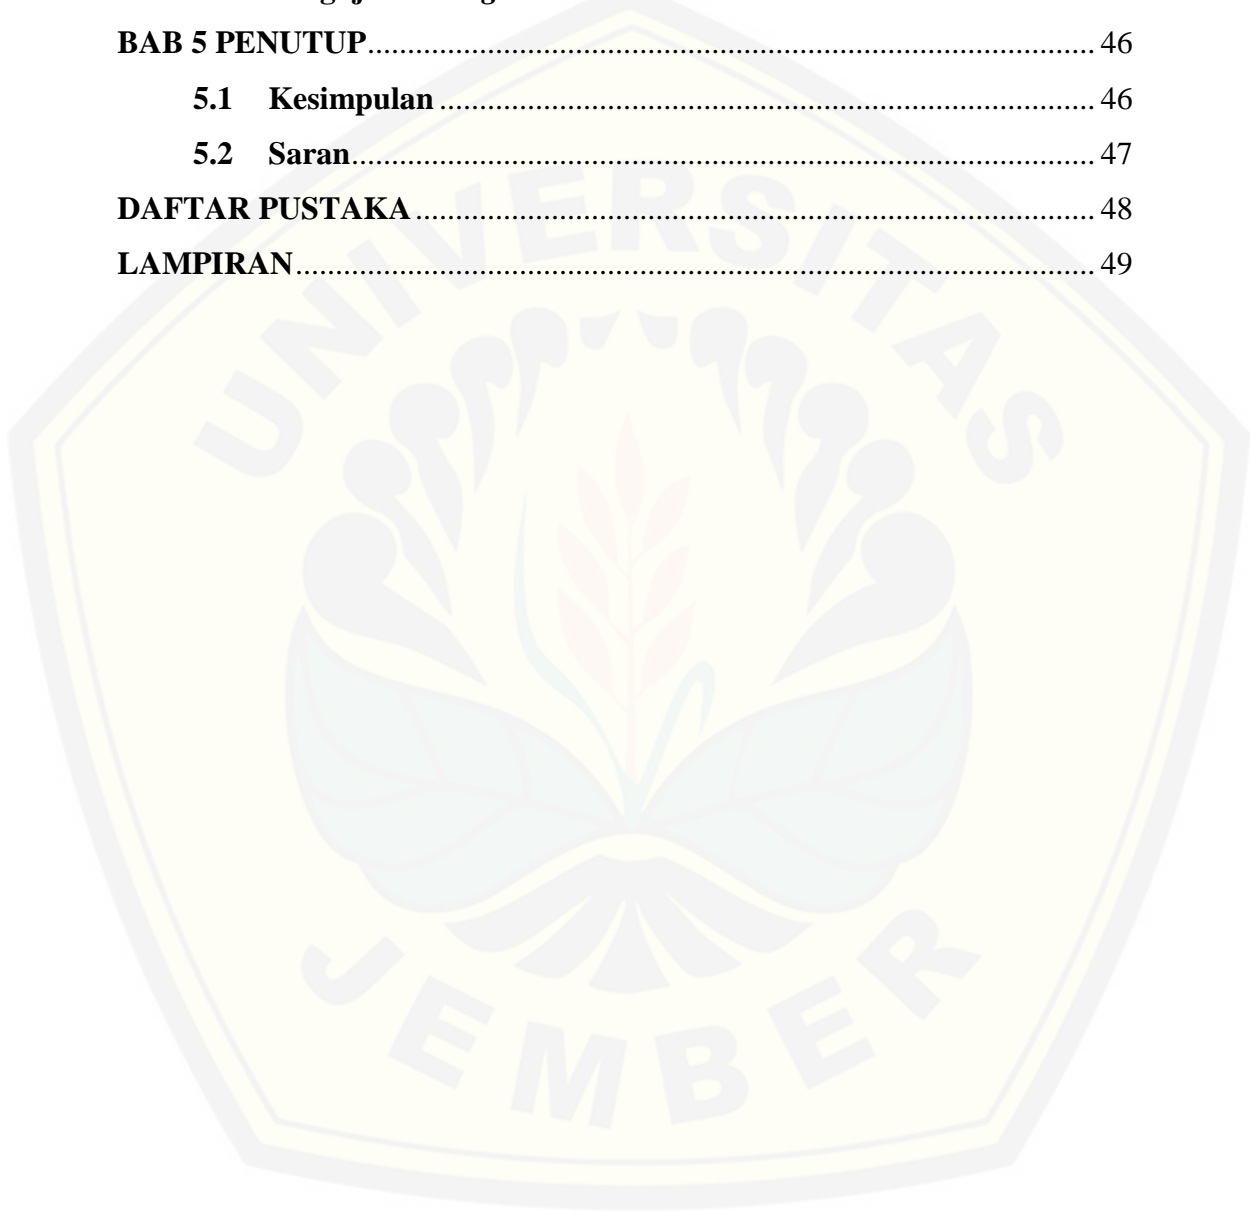 BAB 5 PENUTUP.................................................................................................. 46
5.1 Kesimpulan........................................................................................ 46
5.2 Saran.................................................................................................... 47
DAFTAR PUSTAKA........................................................................................... 48
LAMPIRAN............................................................................................................ 49
UNIVERSITAS
JEMBER